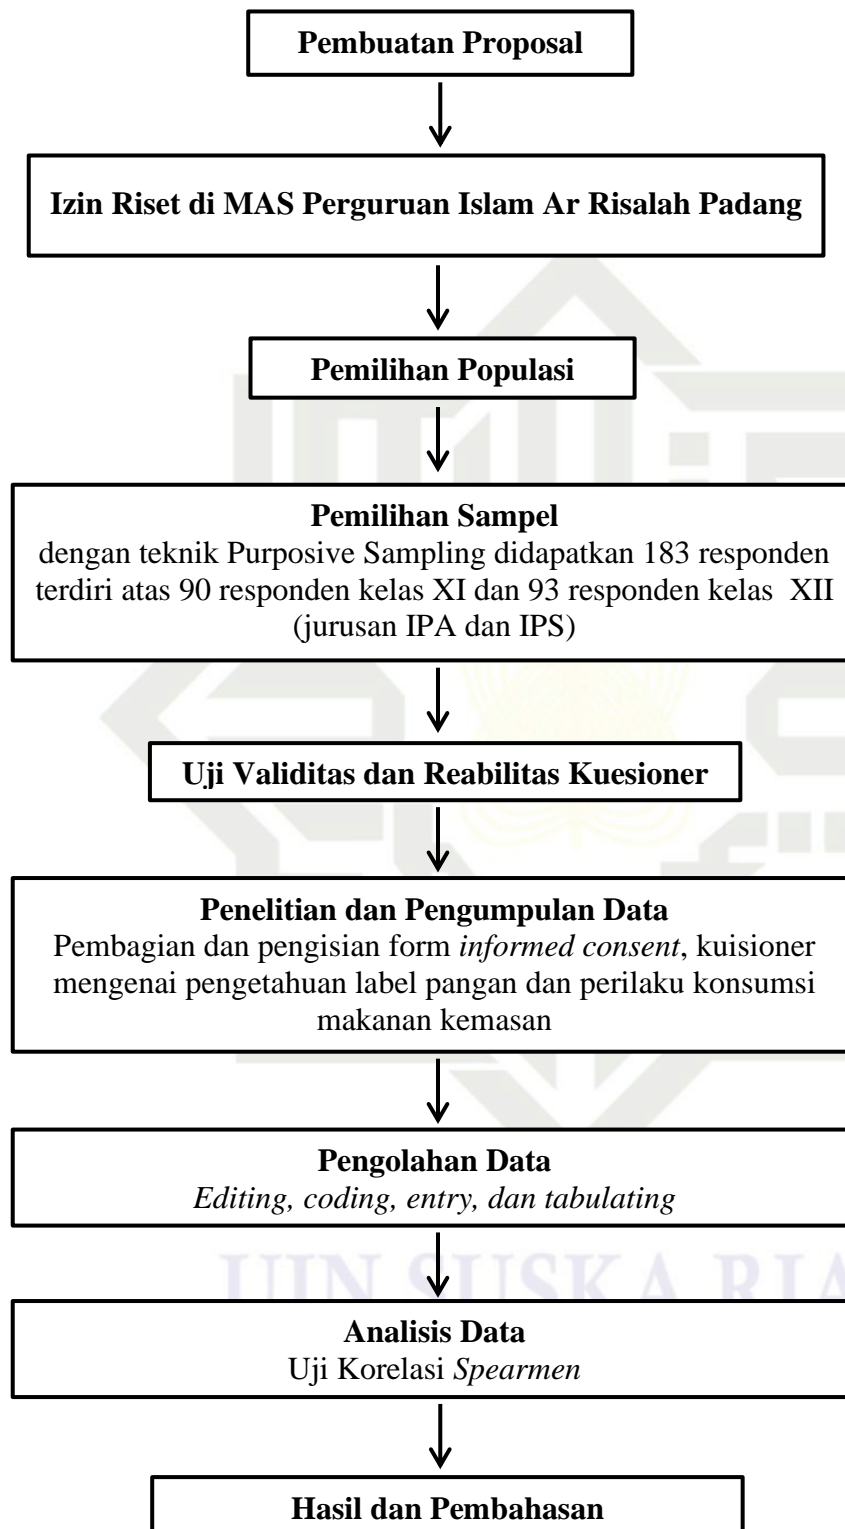 Pembuatan Proposal
Izin Riset di MAS Perguruan Islam Ar Risalah Padang
Pemilihan Populasi
Pemilihan Sampel
dengan teknik Purposive Sampling didapatkan 183 responden
terdiri atas 90 responden kelas XI dan 93 responden kelas XII
(jurusan IPA dan IPS)
Uji Validitas dan Reabilitas Kuesioner
Penelitian dan Pengumpulan Data
Pembagian dan pengisian form informed consent, kuisioner
mengenai pengetahuan label pangan dan perilaku konsumsi
makanan kemasan
Pengolahan Data
Editing, coding, entry, dan tabulating
UIN SUSKA RIA
Analisis Data
Uji Korelasi Spearmen
Hasil dan Pembahasan